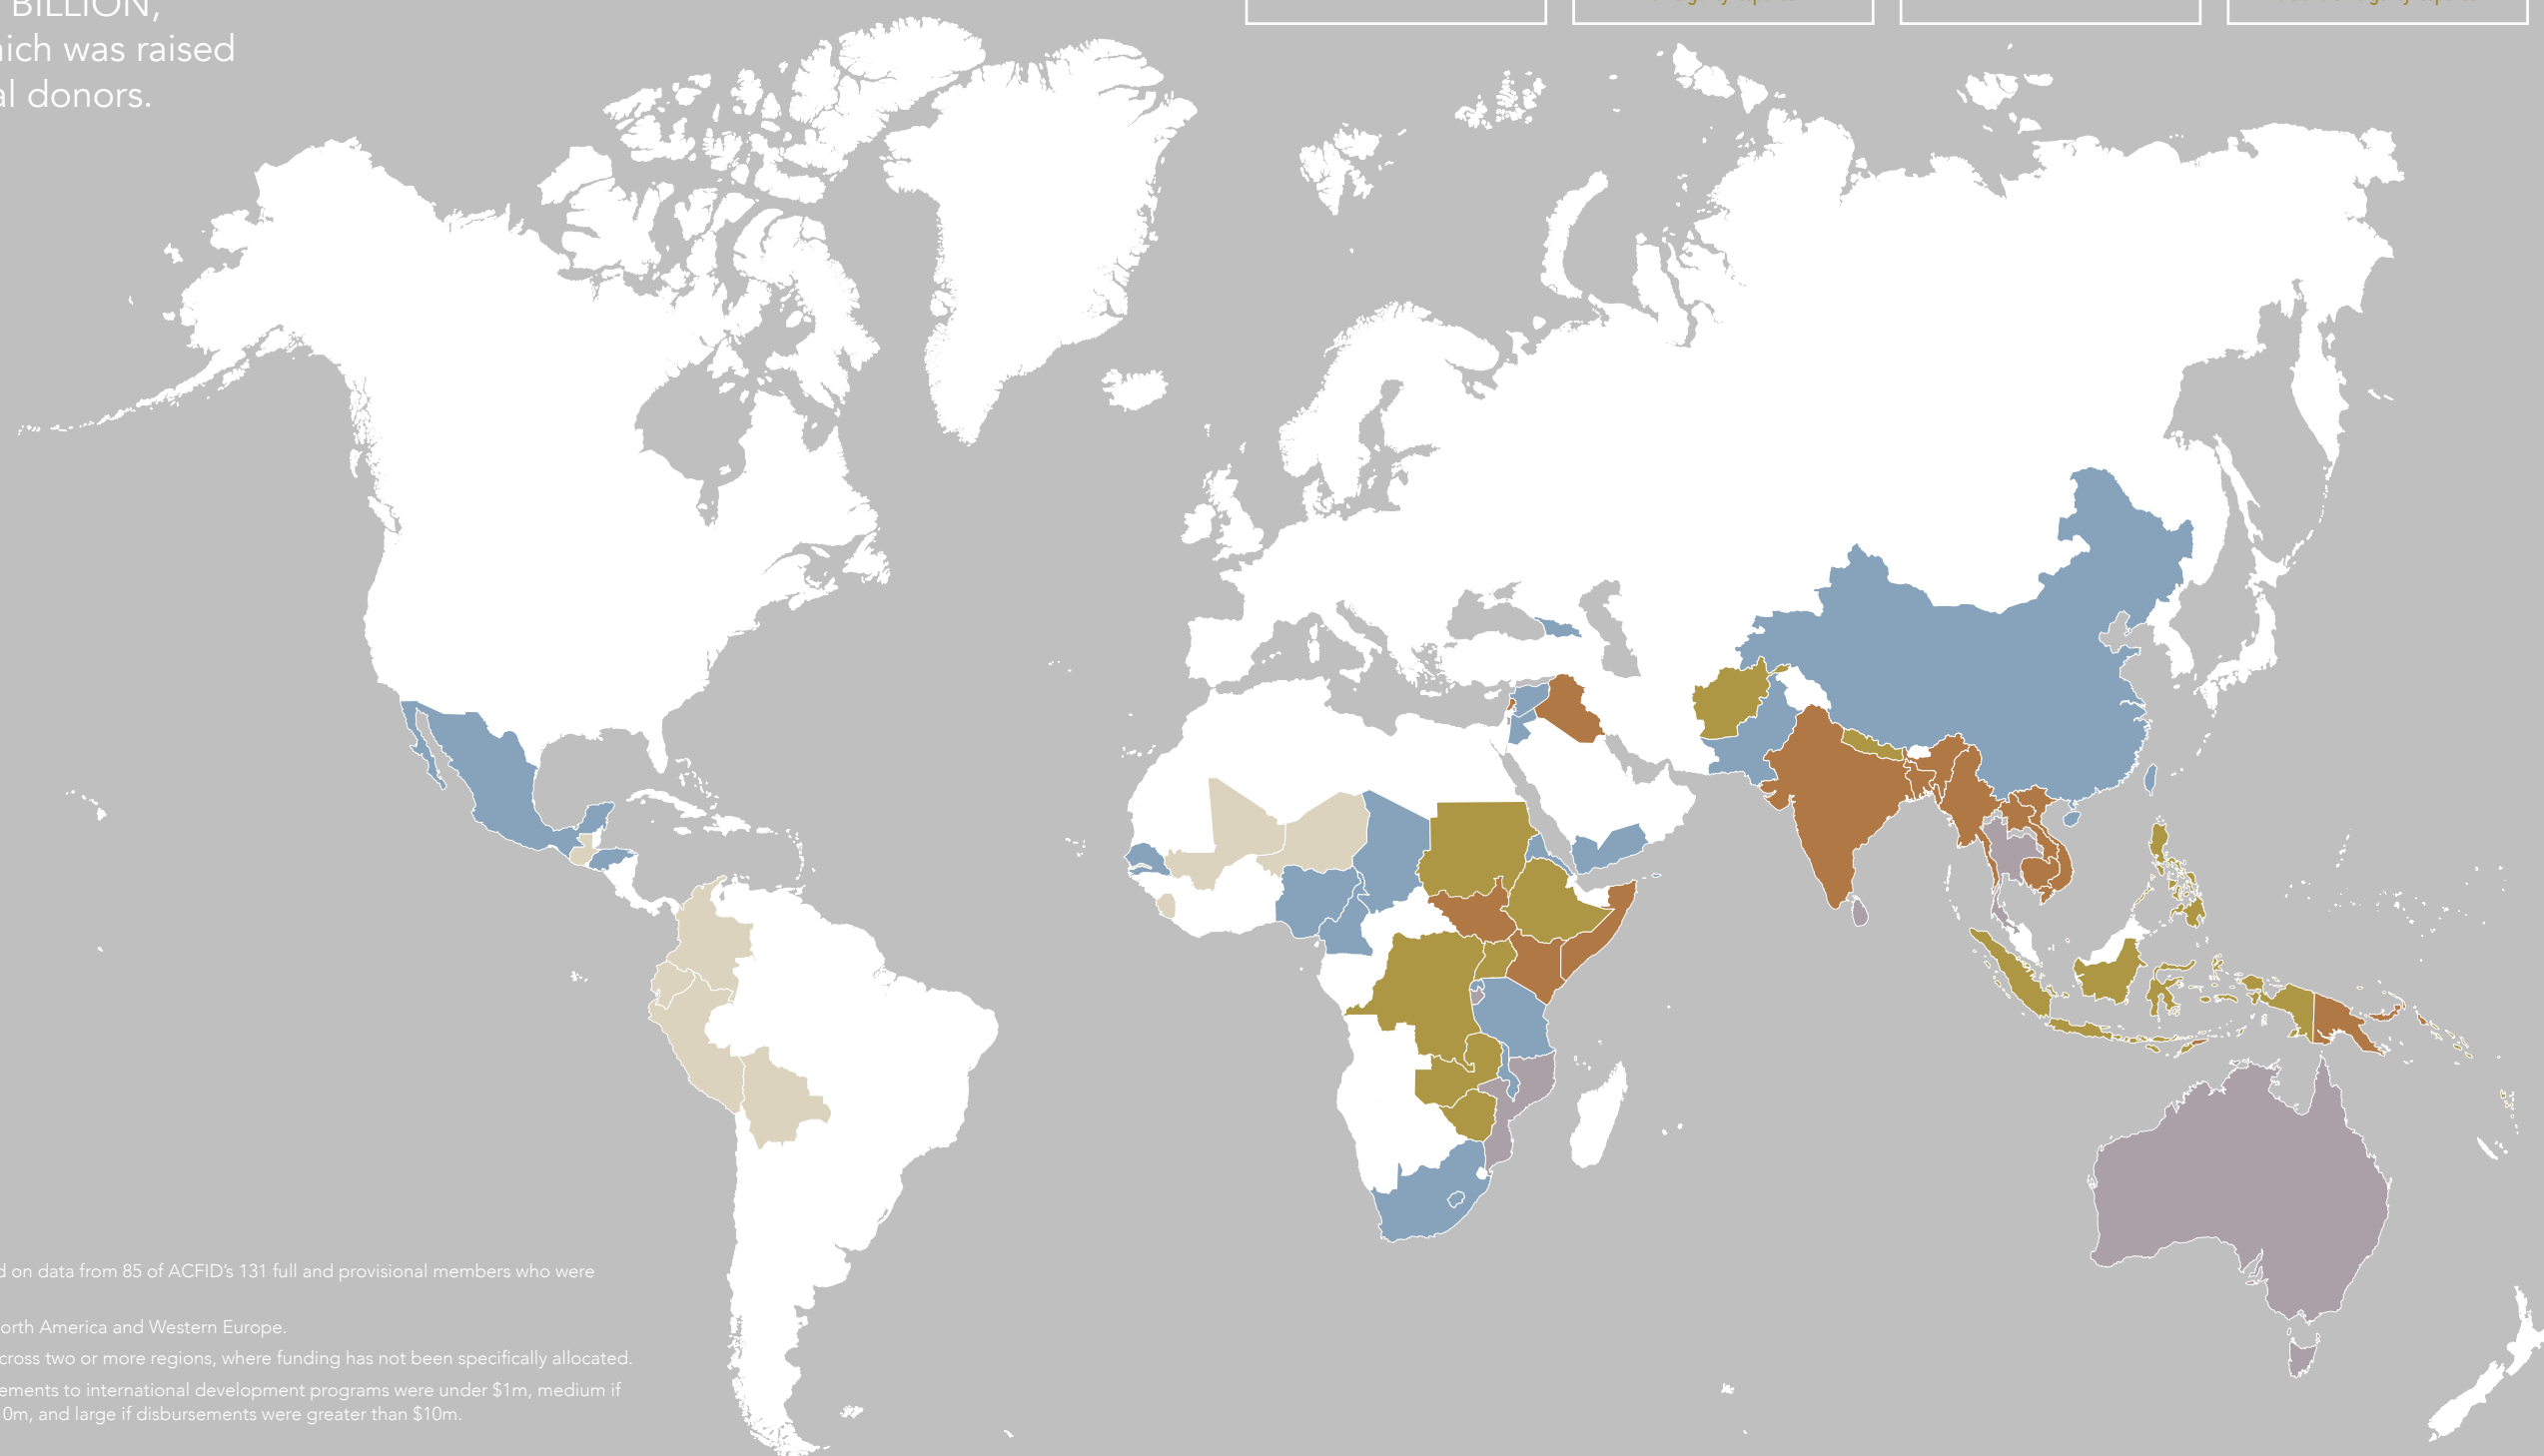 BILLION,
hich was raised
al donors.
d on data from 85 of ACFID's 131 full and provisional members who were
orth America and Western Europe.
cross two or more regions, where funding has not been specifically allocated.
ements to international development programs were under $1m, medium if
0m, and large if disbursements were greater than $10m.